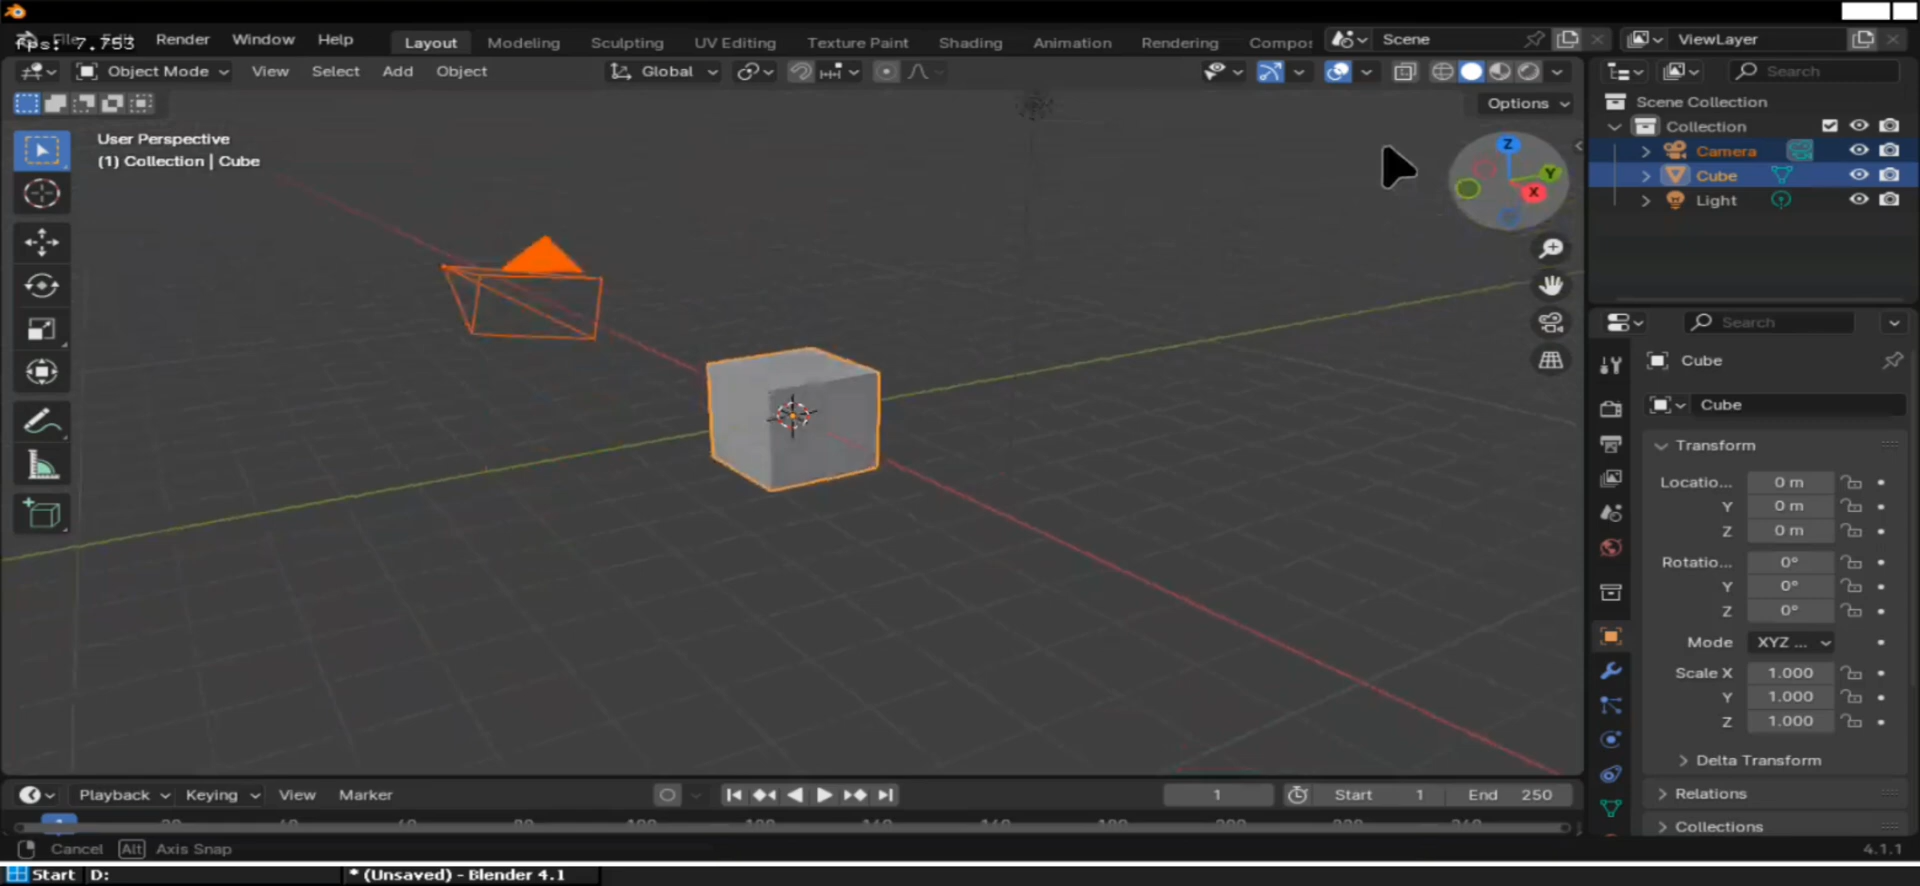 fps: 7.753
File Edit Render Window Help Layout Modeling Sculpting UV Editing Texture Paint Shading Animation Rendering Compos Scene ViewLayer
Object Mode View Select Add Object Global Search
Options
Scene Collection
Collection
Camera
Cube
Light
User Perspective
(1) Collection | Cube
Z
Y
X
Search
Cube
Cube
Transform
Locatio... 0 m
Y 0 m
Z 0 m
Rotatio... 0°
Y 0°
Z 0°
Mode XYZ ...
Scale X 1.000
Y 1.000
Z 1.000
Delta Transform
Relations
Collections
Playback Keying View Marker 1 Start 1 End 250
1
Cancel Alt Axis Snap 4.1.1
Start D: * (Unsaved) - Blender 4.1